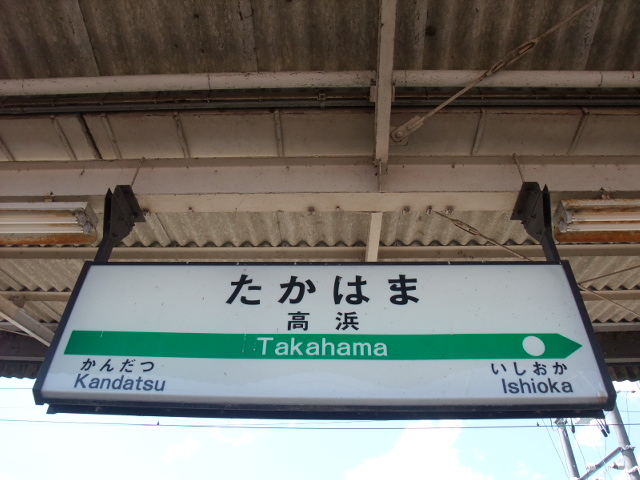 たかはま
高浜
Takahama
かんだつ
Kandatsu
いしおか
Ishioka